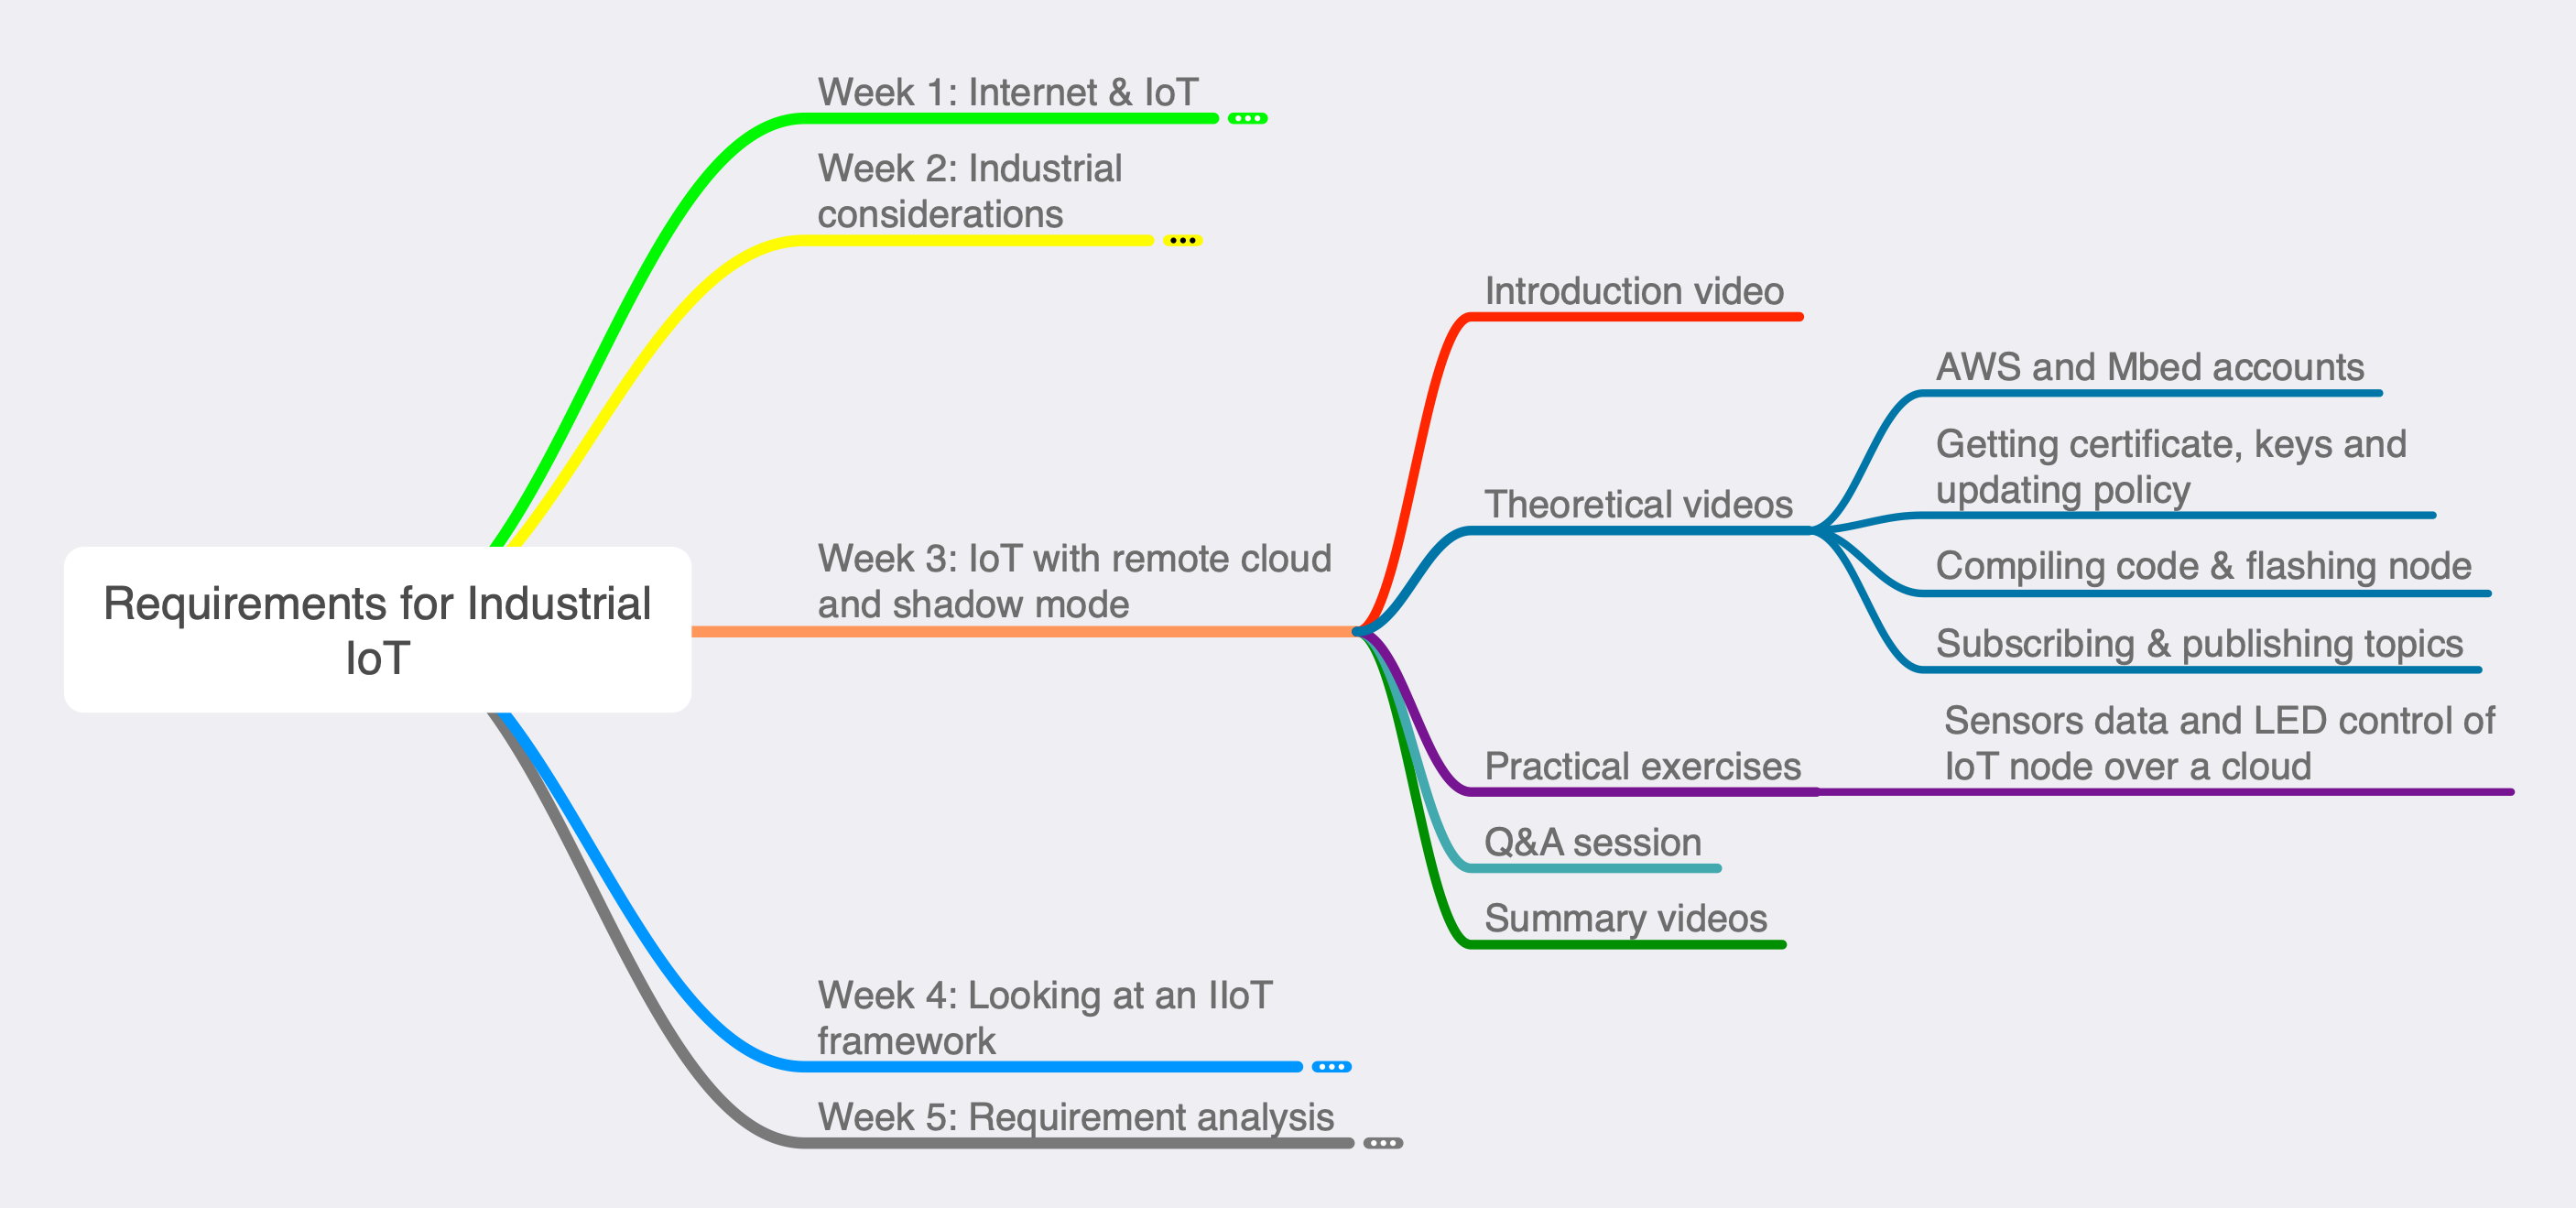 Requirements for Industrial
IoT
Week 1: Internet & IoT
Week 2: Industrial
considerations
Week 3: IoT with remote cloud
and shadow mode
Introduction video
Theoretical videos
AWS and Mbed accounts
Getting certificate, keys and
updating policy
Compiling code & flashing node
Subscribing & publishing topics
Practical exercises
Sensors data and LED control of
IoT node over a cloud
Q&A session
Summary videos
Week 4: Looking at an IIoT
framework
Week 5: Requirement analysis